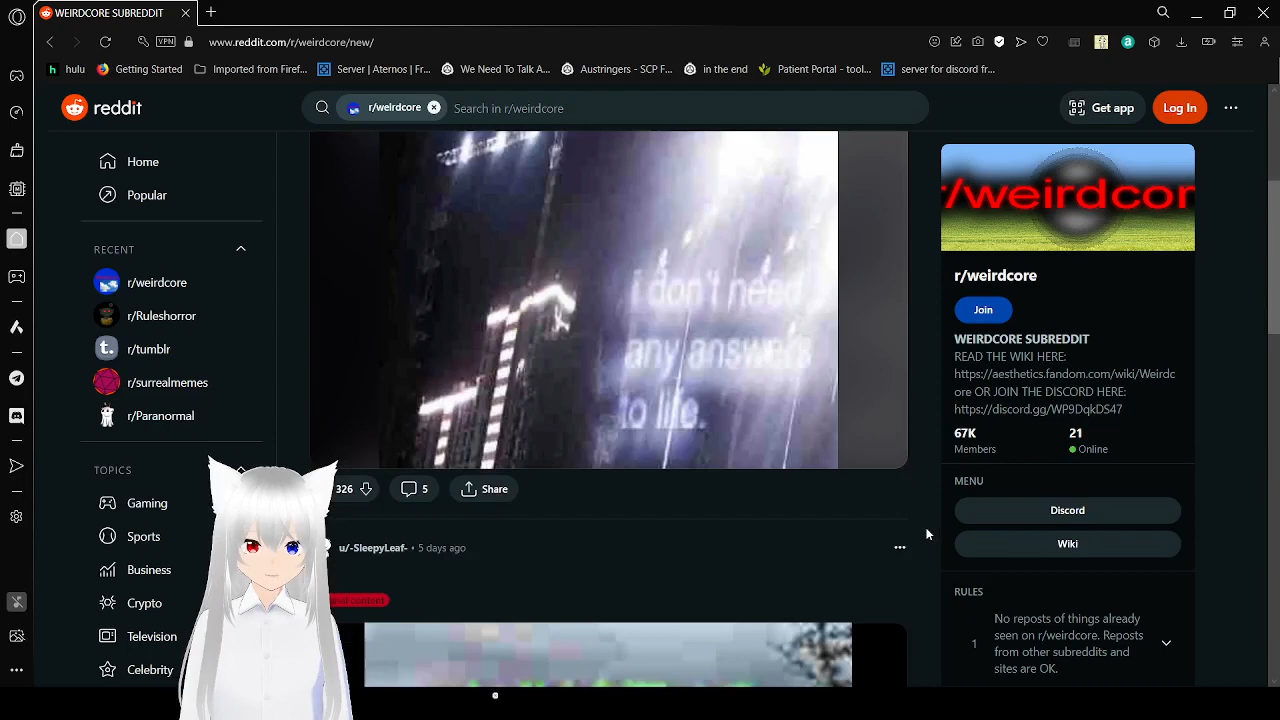 WEIRDCORE SUBREDDIT
VPN
www.reddit.com/r/weirdcore/new/
hulu
Getting Started
Imported from Firef...
Server | Aternos | Fr...
We Need To Talk A...
Austringers - SCP F...
in the end
Patient Portal - tool...
server for discord fr...
reddit
r/weirdcore
Search in r/weirdcore
Get app
Log In
Home
Popular
RECENT
r/weirdcore
r/Ruleshorror
r/tumblr
r/surrealmemes
r/Paranormal
TOPICS
Gaming
Sports
Business
Crypto
Television
Celebrity
i don't need
any answers
to life.
326
5
Share
u/-SleepyLeaf- • 5 days ago
content
r/weirdcor
r/weirdcore
Join
WEIRDCORE SUBREDDIT
READ THE WIKI HERE:
https://aesthetics.fandom.com/wiki/Weirdc
ore OR JOIN THE DISCORD HERE:
https://discord.gg/WP9DqkDS47
67K
Members
21
Online
MENU
Discord
Wiki
RULES
1
No reposts of things already
seen on r/weirdcore. Reposts
from other subreddits and
sites are OK.